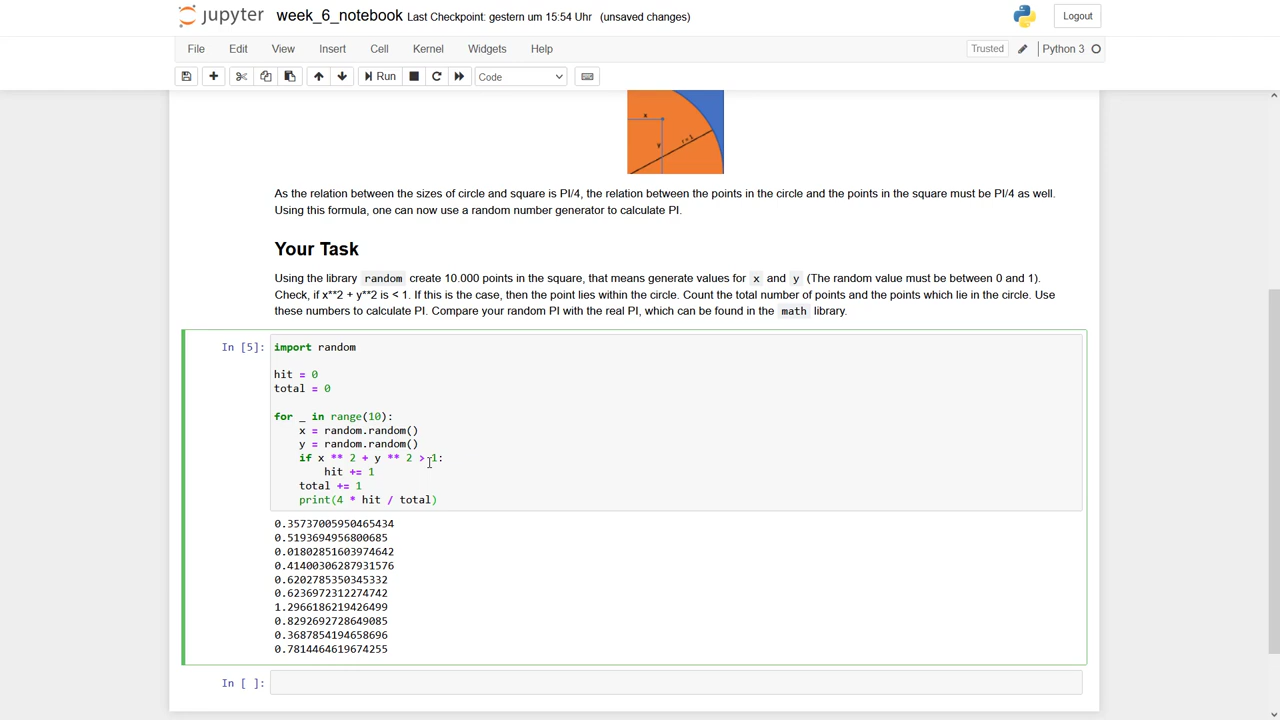 jupyter week_6_notebook Last Checkpoint: gestern um 15:54 Uhr (unsaved changes) Logout
File Edit View Insert Cell Kernel Widgets Help Trusted Python 3
Run Code
x
y
r=1
As the relation between the sizes of circle and square is PI/4, the relation between the points in the circle and the points in the square must be PI/4 as well.
Using this formula, one can now use a random number generator to calculate PI.
Your Task
Using the library random create 10.000 points in the square, that means generate values for x and y (The random value must be between 0 and 1).
Check, if x**2 + y**2 is < 1. If this is the case, then the point lies within the circle. Count the total number of points and the points which lie in the circle. Use
these numbers to calculate PI. Compare your random PI with the real PI, which can be found in the math library.
In [5]: import random
hit = 0
total = 0
for _ in range(10):
    x = random.random()
    y = random.random()
    if x ** 2 + y ** 2 > 1:
        hit += 1
    total += 1
    print(4 * hit / total)
0.35737005950465434
0.5193694956800685
0.01802851603974642
0.41400306287931576
0.6202785350345332
0.6236972312274742
1.2966186219426499
0.8292692728649085
0.3687854194658696
0.7814464619674255
In [ ]: